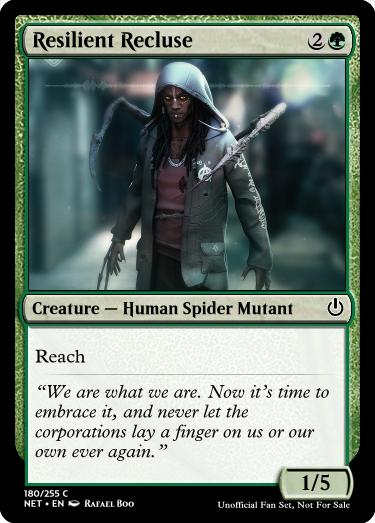 Resilient Recluse 2
Creature — Human Spider Mutant
Reach
“We are what we are. Now it’s time to
embrace it, and never let the
corporations lay a finger on us or our
own ever again.”
1/5
180/255 C
NET • EN Rafael Boo
Unofficial Fan Set, Not For Sale